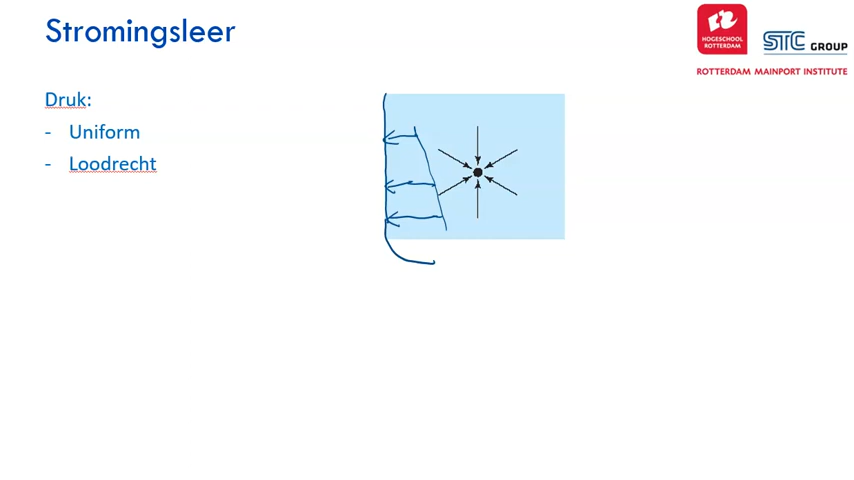 Stromingsleer
HOGESCHOOL
ROTTERDAM
STC GROUP
ROTTERDAM MAINPORT INSTITUTE
Druk:
- Uniform
- Loodrecht